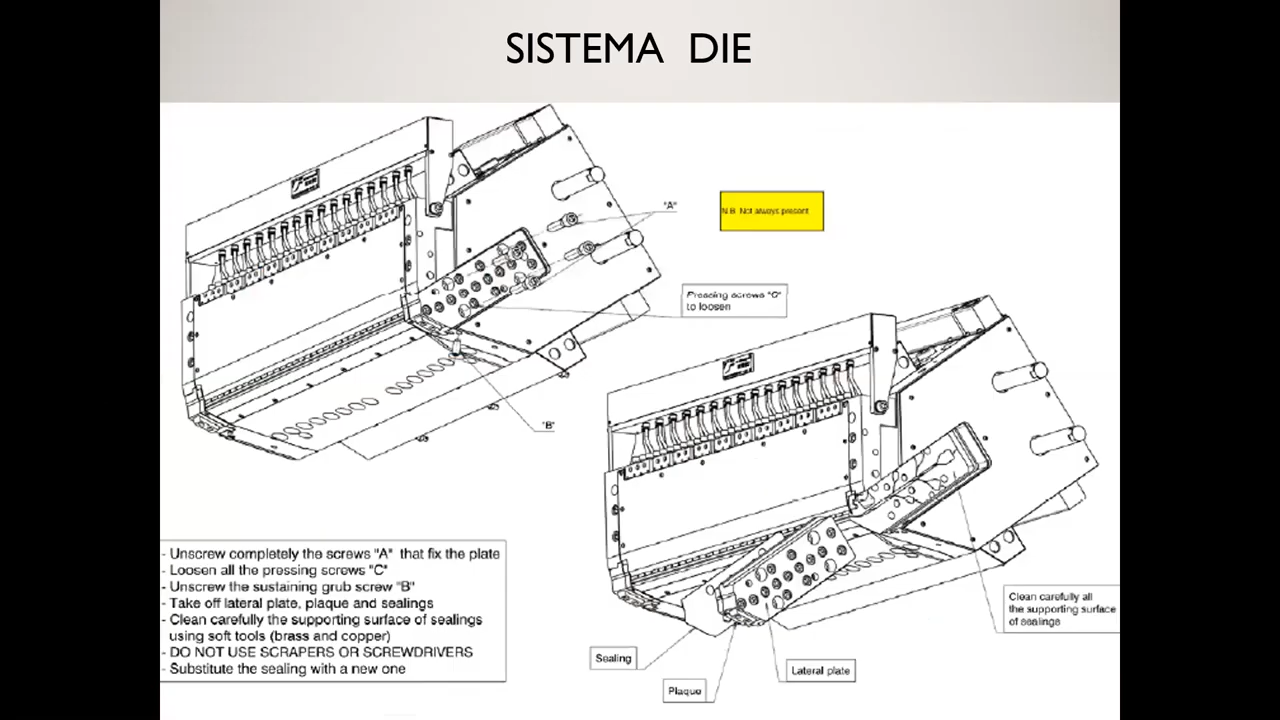 SISTEMA DIE
"A"
N.B. Not always present
Pressing screws "C"
to loosen
"B"
- Unscrew completely the screws "A" that fix the plate
- Loosen all the pressing screws "C"
- Unscrew the sustaining grub screw "B"
- Take off lateral plate, plaque and sealings
- Clean carefully the supporting surface of sealings
using soft tools (brass and copper)
- DO NOT USE SCRAPERS OR SCREWDRIVERS
- Substitute the sealing with a new one
Clean carefully all
the supporting surface
of sealings
Sealing
Lateral plate
Plaque